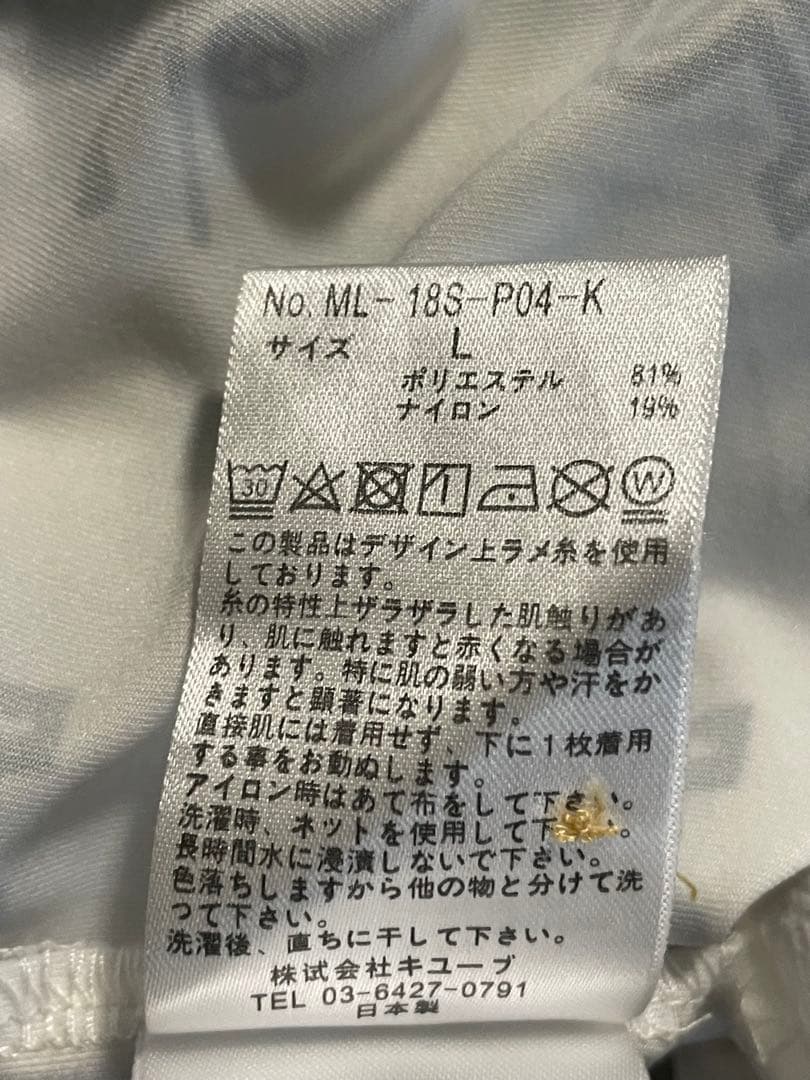 No. ML-18S-P04-K
サイズ L
ポリエステル 81%
ナイロン 19%
30 W
この製品はデザイン上ラメ糸を使用
しております。
糸の特性上ザラザラした肌触りがあ
り、肌に触れますと赤くなる場合が
あります。特に肌の弱い方や汗をか
きますと顕著になります。
直接肌には着用せず、下に1枚着用
する事をお勧めします。
アイロン時はあて布をして下さい。
洗濯時、ネットを使用して下さい。
長時間水に浸漬しないで下さい。
色落ちしますから他の物と分けて洗
って下さい。
洗濯後、直ちに干して下さい。
株式会社キューブ
TEL 03-6427-0791
日本製